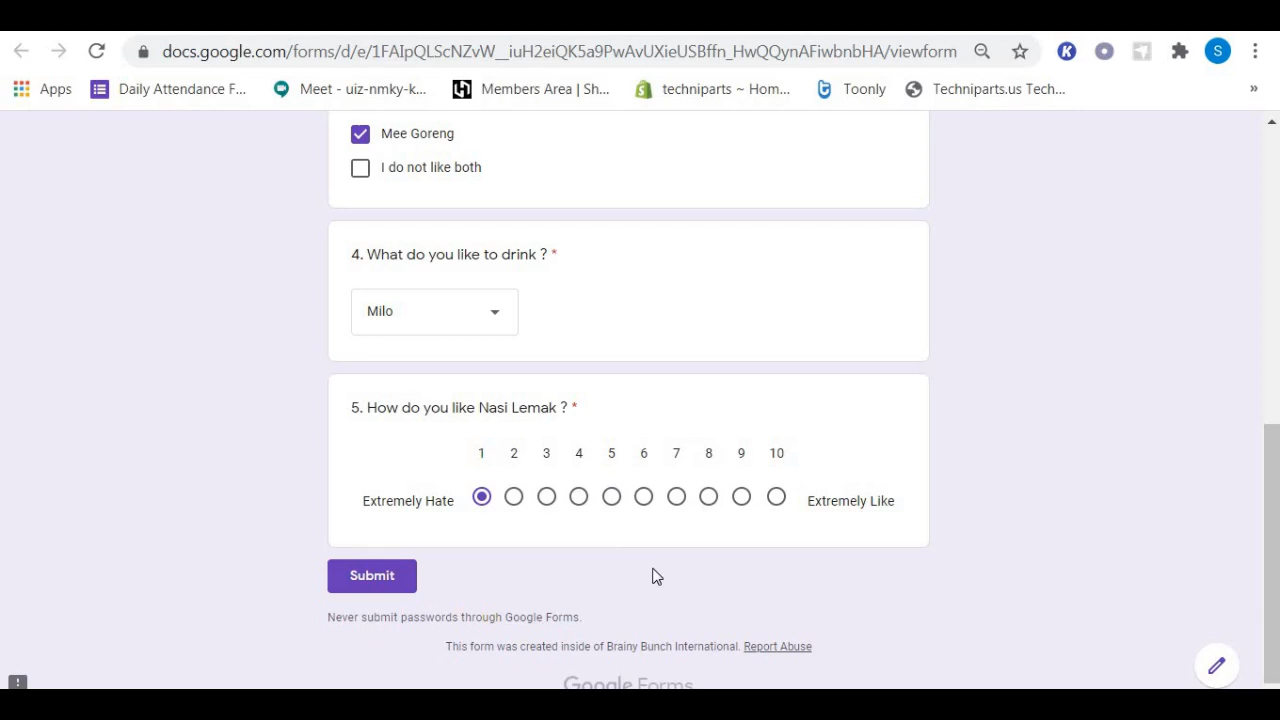 docs.google.com/forms/d/e/1FAIpQLScNZvW__iuH2eiQK5a9PwAvUXieUSBffn_HwQQynAFiwbnbHA/viewform
S
Apps
Daily Attendance F...
Meet - uiz-nmky-k...
Members Area | Sh...
techniparts ~ Hom...
Toonly
Techniparts.us Tech...
»
Mee Goreng
I do not like both
4. What do you like to drink ? *
Milo
5. How do you like Nasi Lemak ? *
1 2 3 4 5 6 7 8 9 10
Extremely Hate
Extremely Like
Submit
Never submit passwords through Google Forms.
This form was created inside of Brainy Bunch International. Report Abuse
Google Forms